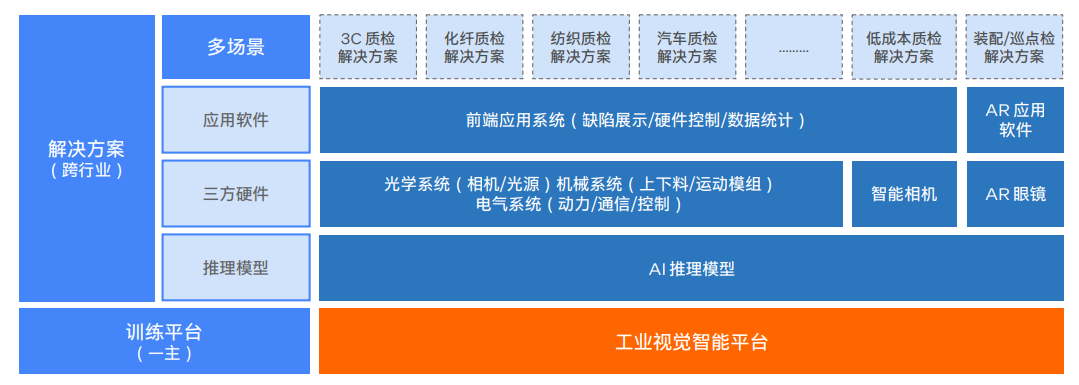 解决方案
（跨行业）
多场景
3C 质检
解决方案
化纤质检
解决方案
纺织质检
解决方案
汽车质检
解决方案
.........
低成本质检
解决方案
装配/巡点检
解决方案
应用软件
前端应用系统（缺陷展示/硬件控制/数据统计）
AR 应用
软件
三方硬件
光学系统（相机/光源）机械系统（上下料/运动模组）
电气系统（动力/通信/控制）
智能相机
AR 眼镜
推理模型
AI 推理模型
训练平台
（一主）
工业视觉智能平台